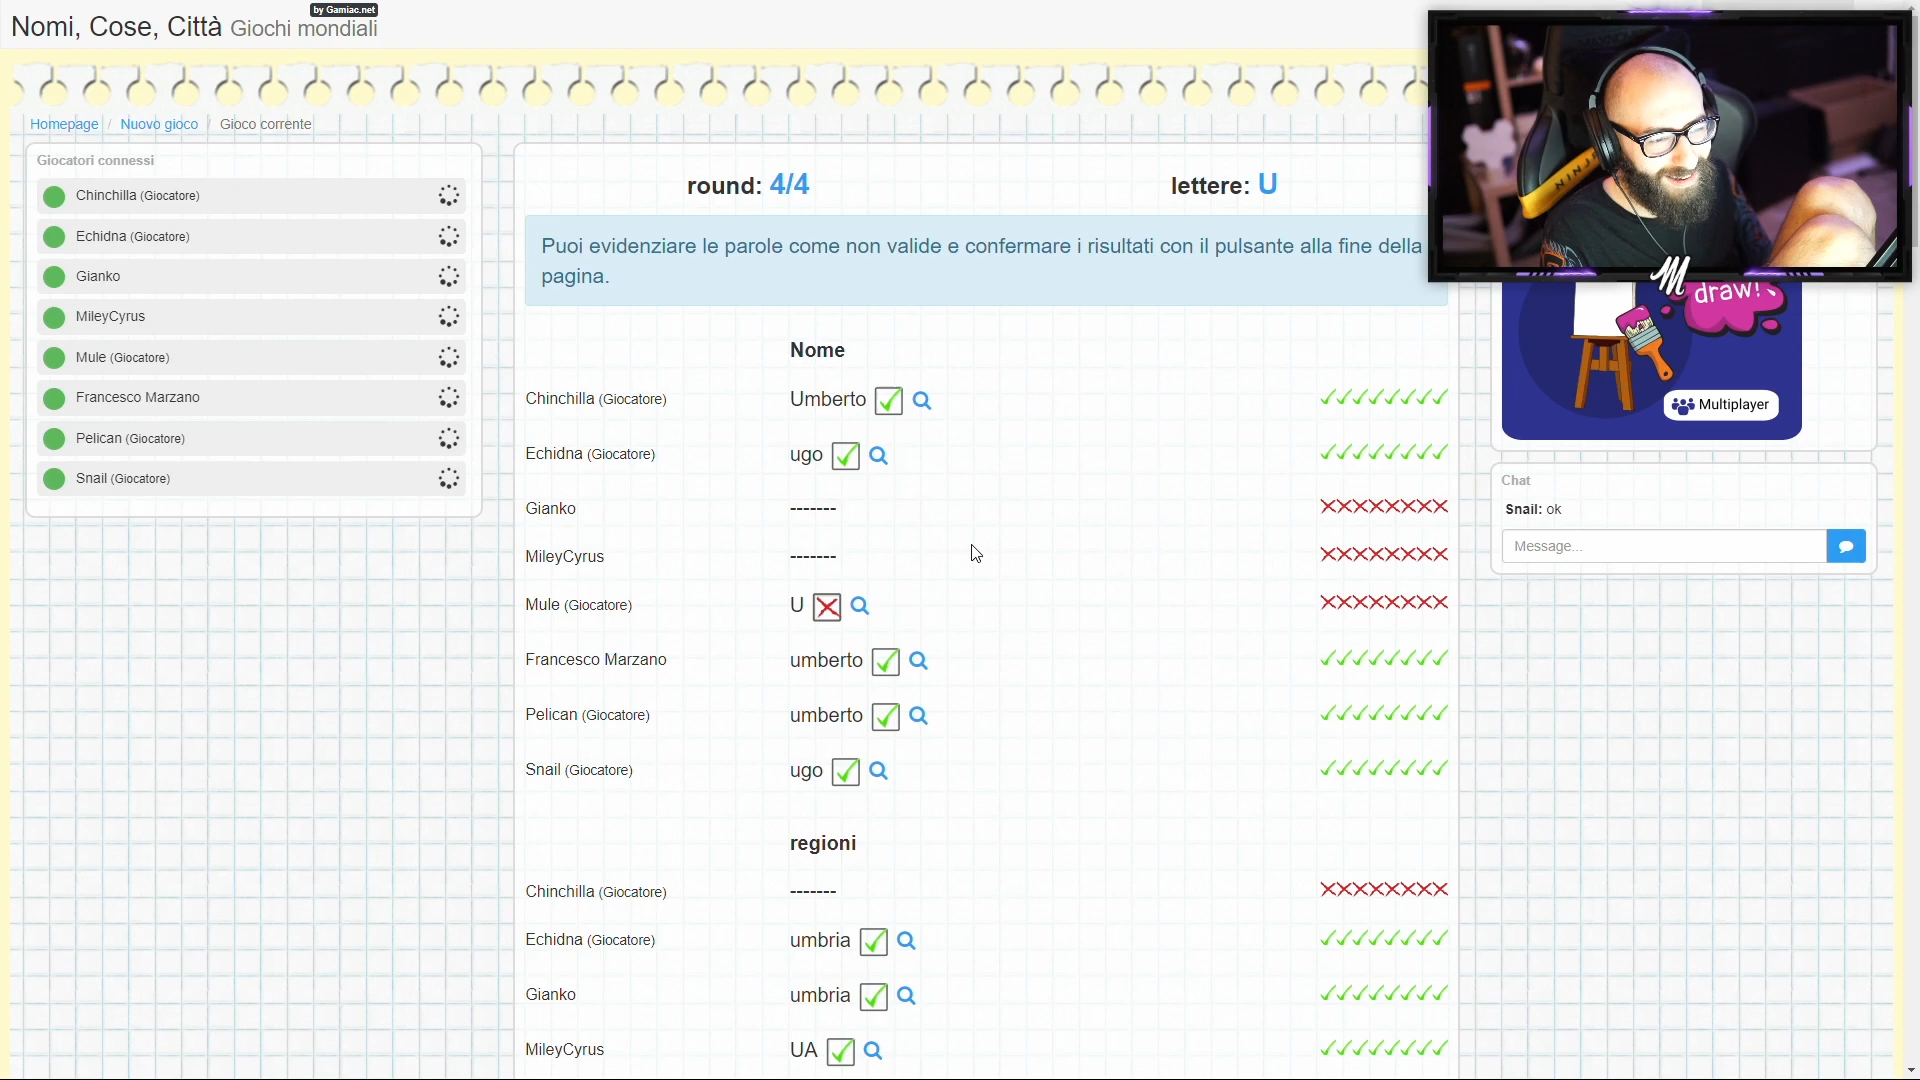 by Gamiac.net
Nomi, Cose, Città Giochi mondiali
Homepage / Nuovo gioco / Gioco corrente
Giocatori connessi
Chinchilla (Giocatore)
Echidna (Giocatore)
Gianko
MileyCyrus
Mule (Giocatore)
Francesco Marzano
Pelican (Giocatore)
Snail (Giocatore)
round: 4/4 lettere: U
Puoi evidenziare le parole come non valide e confermare i risultati con il pulsante alla fine della
pagina.
Nome
Chinchilla (Giocatore) Umberto
Echidna (Giocatore) ugo
Gianko -------
MileyCyrus -------
Mule (Giocatore) U
Francesco Marzano umberto
Pelican (Giocatore) umberto
Snail (Giocatore) ugo
regioni
Chinchilla (Giocatore) -------
Echidna (Giocatore) umbria
Gianko umbria
MileyCyrus UA
draw!
Multiplayer
Chat
Snail: ok
Message...